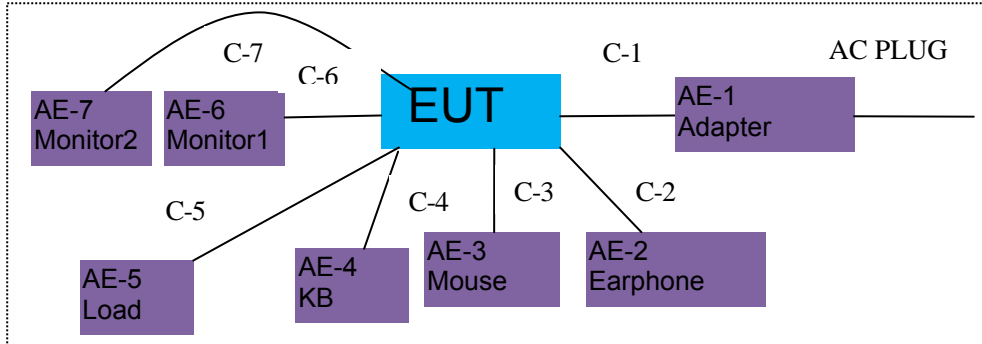 C-7
C-6
C-1
AC PLUG
AE-7
Monitor2
AE-6
Monitor1
EUT
AE-1
Adapter
C-5
C-4
C-3
C-2
AE-5
Load
AE-4
KB
AE-3
Mouse
AE-2
Earphone